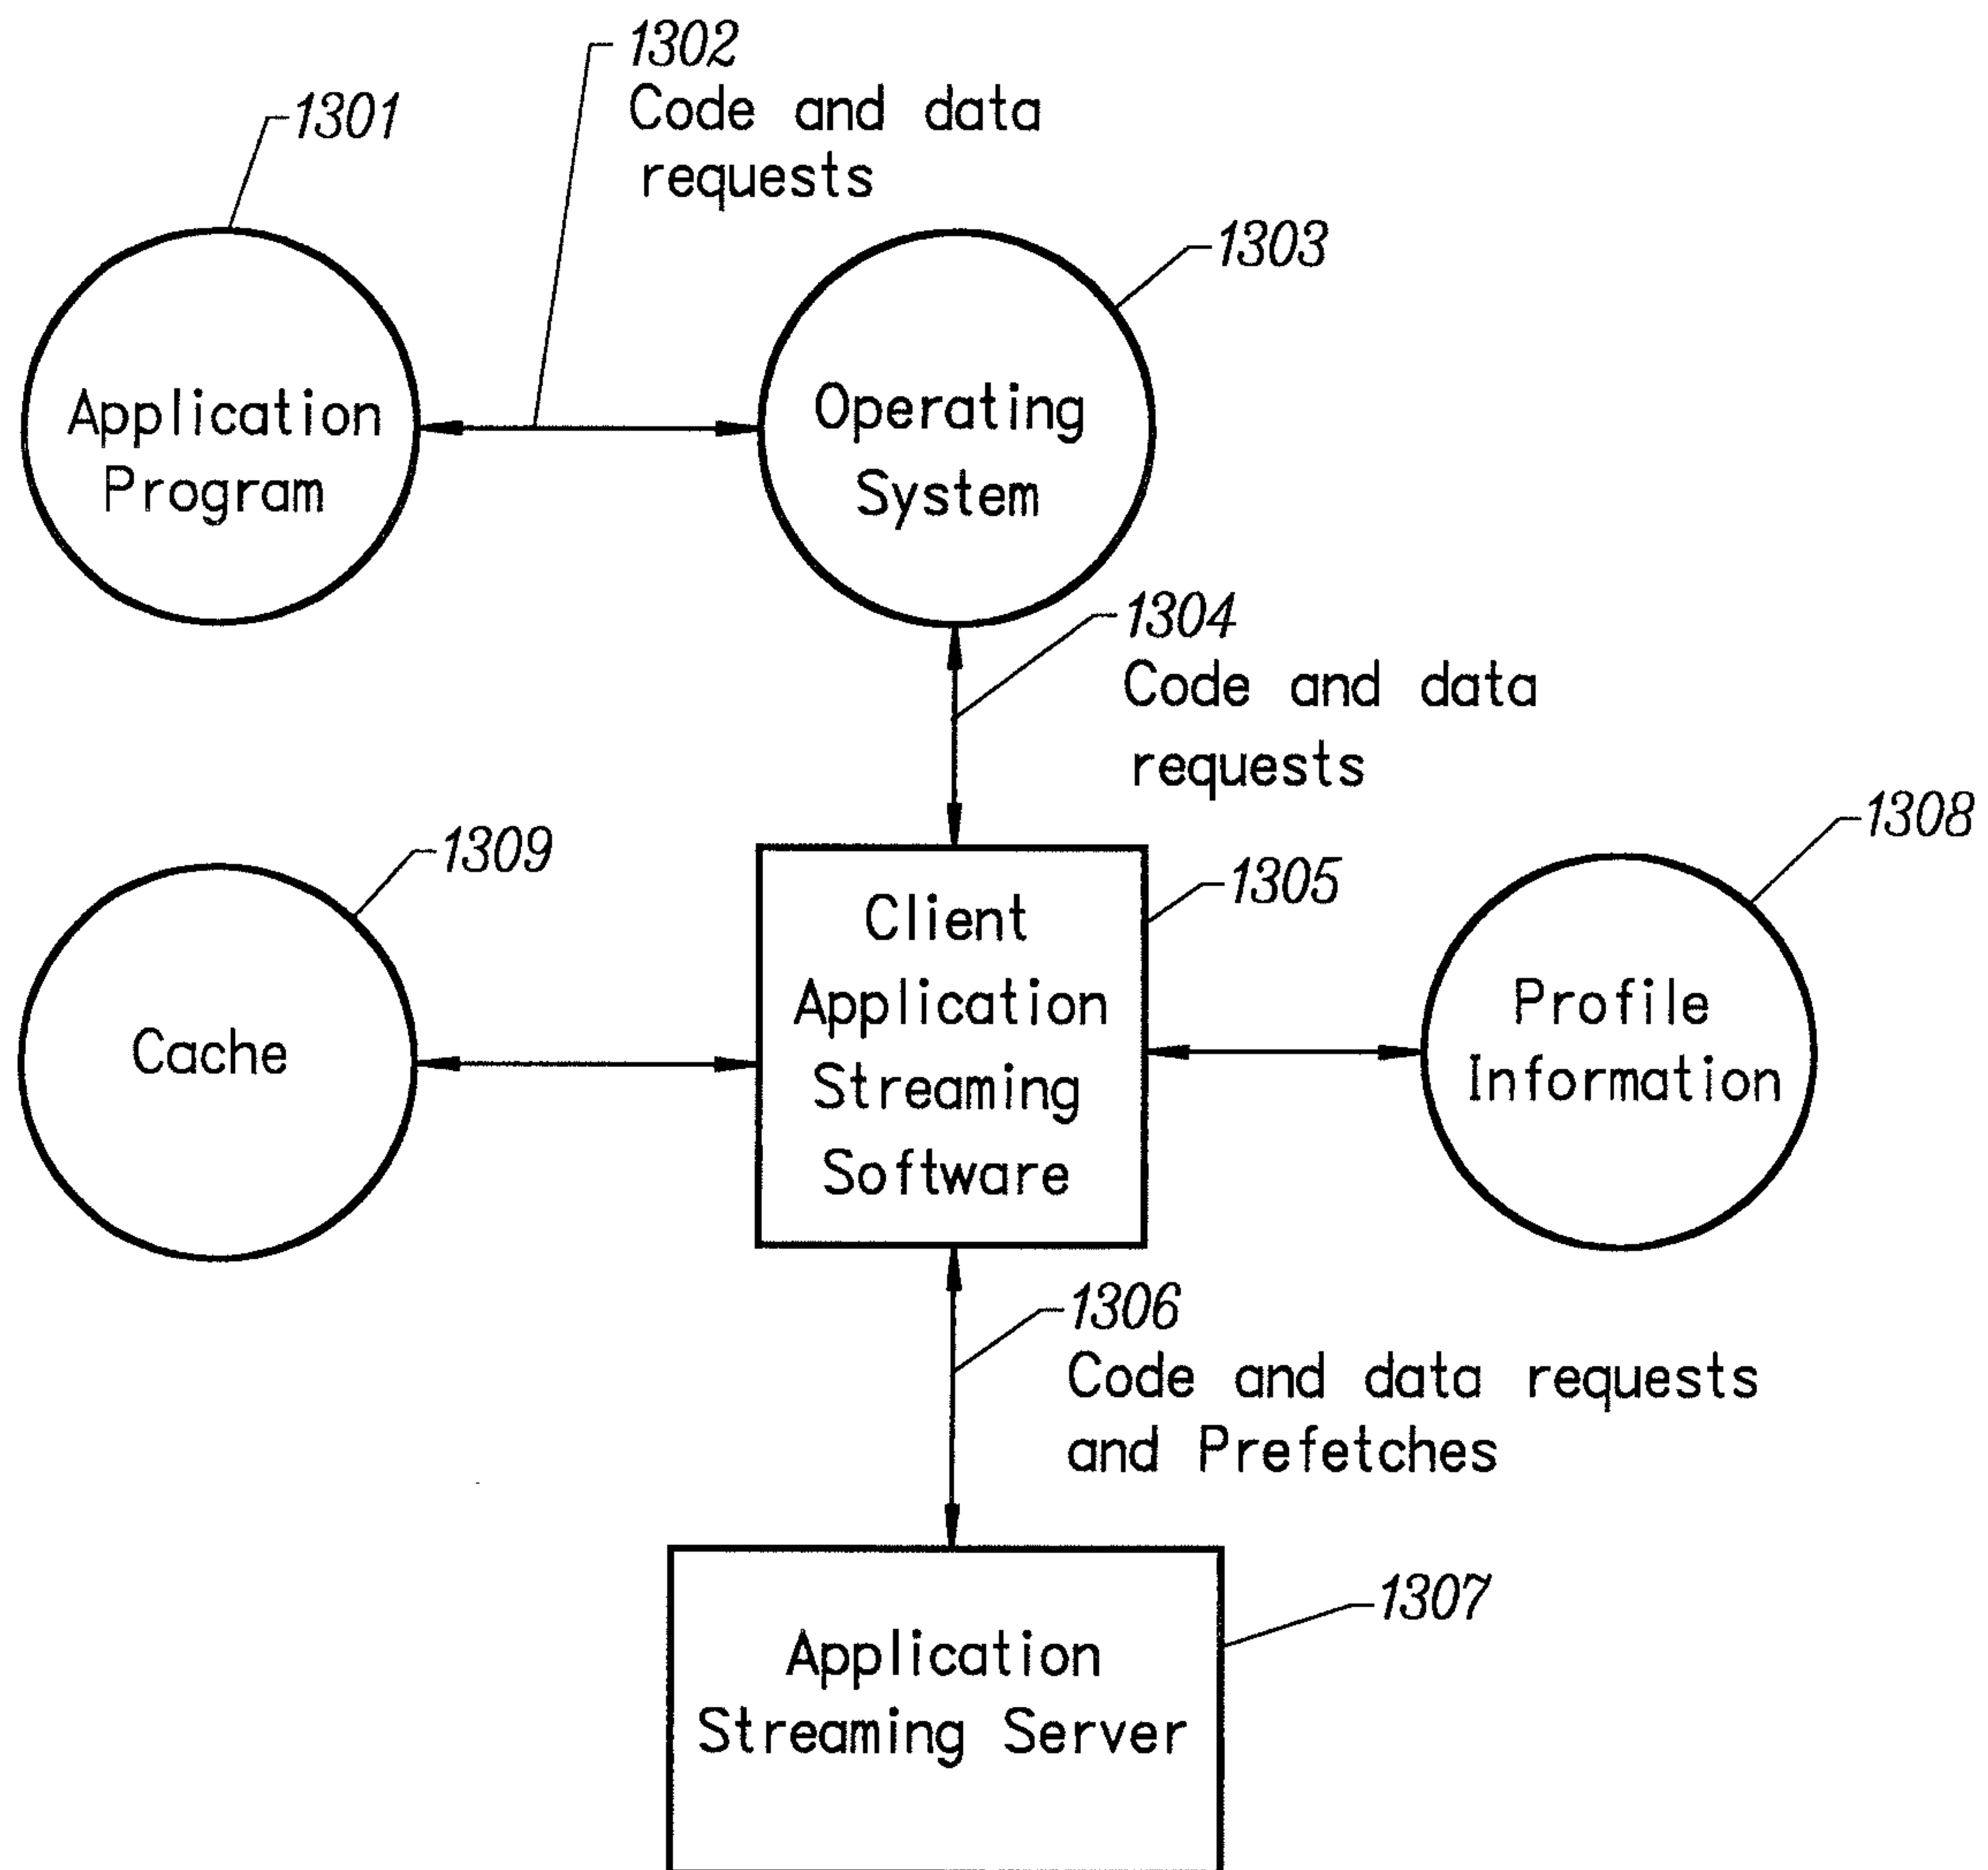 1302
Code and data
requests
1301
1303
Application
Program
Operating
System
1304
Code and data
requests
1309
1308
1305
Cache
Client
Application
Streaming
Software
Profile
Information
1306
Code and data requests
and Prefetches
1307
Application
Streaming Server